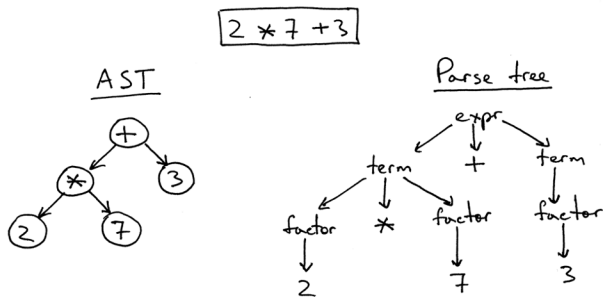 2 * 7 + 3
AST
Parse tree
+
* 3
2 7
expr
term + term
factor * factor factor
2 7 3